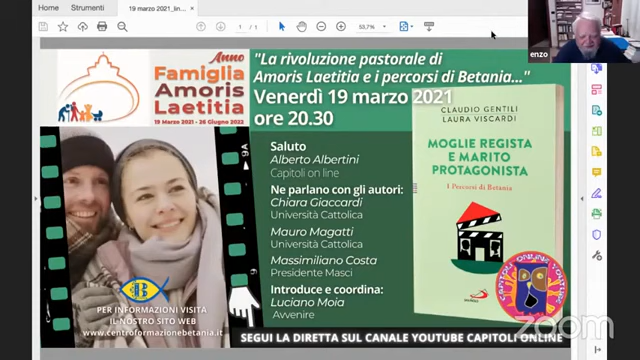 Home
Strumenti
19 marzo 2021_lin...
1 / 1
53,7%
enzo
Anno
Famiglia
Amoris
Laetitia
19 Marzo 2021 - 26 Giugno 2022
"La rivoluzione pastorale di
Amoris Laetitia e i percorsi di Betania..."
Venerdì 19 marzo 2021
ore 20.30
Saluto
Alberto Albertini
Capitoli on line
Ne parlano con gli autori:
Chiara Giaccardi
Università Cattolica
Mauro Magatti
Università Cattolica
Massimiliano Costa
Presidente Masci
Introduce e coordina:
Luciano Moia
Avvenire
CLAUDIO GENTILI
LAURA VISCARDI
MOGLIE REGISTA
E MARITO
PROTAGONISTA
I Percorsi di Betania
CAPITOLI ONLINE YOUTUBE
9A
9
B
PER INFORMAZIONI VISITA
IL NOSTRO SITO WEB
www.centroformazionebetania.it
SEGUI LA DIRETTA SUL CANALE YOUTUBE CAPITOLI ONLINE
zoom